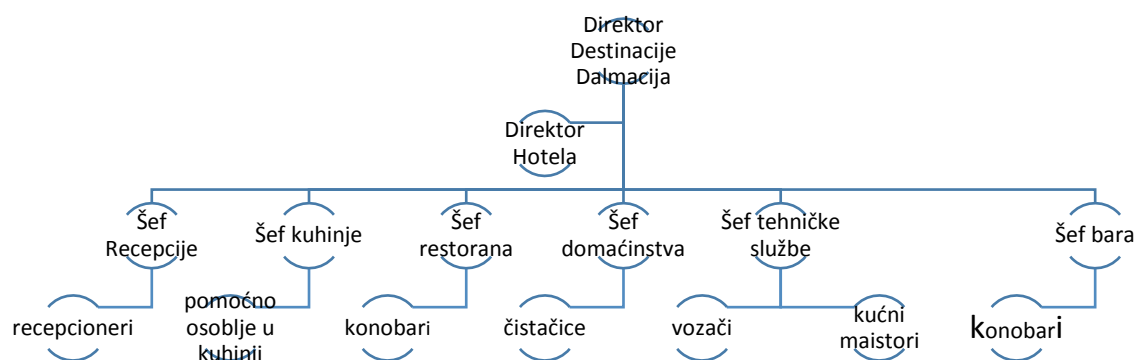 Direktor
Destinacije
Dalmacija
Direktor
Hotela
Šef
Recepcije
Šef kuhinje
Šef
restorana
Šef
domaćinstva
Šef tehničke
službe
Šef bara
recepcioneri
pomoćno
osoblje u
kuhinji
konobari
čistačice
vozači
kućni
maistori
konobari